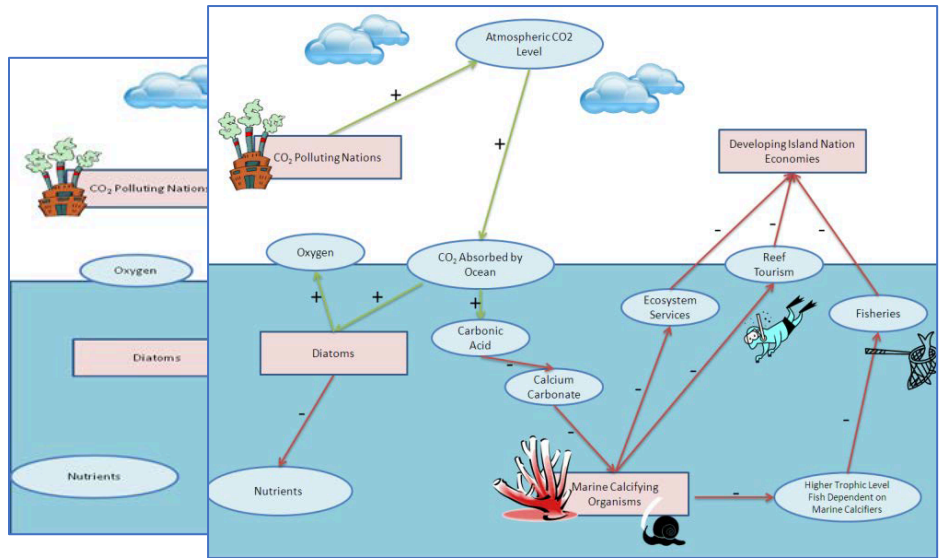 Atmospheric CO2
Level
+
CO₂ Polluting Nations
+
Developing Island Nation
Economies
-
-
-
Oxygen
CO₂ Absorbed by
Ocean
Reef
Tourism
+
+
+
Ecosystem
Services
Fisheries
Carbonic
Acid
Diatoms
-
Calcium
Carbonate
-
-
-
-
-
Nutrients
Marine Calcifying
Organisms
-
Higher Trophic Level
Fish Dependent on
Marine Calcifiers
CO₂ Polluting Nations
Oxygen
Diatoms
Nutrients